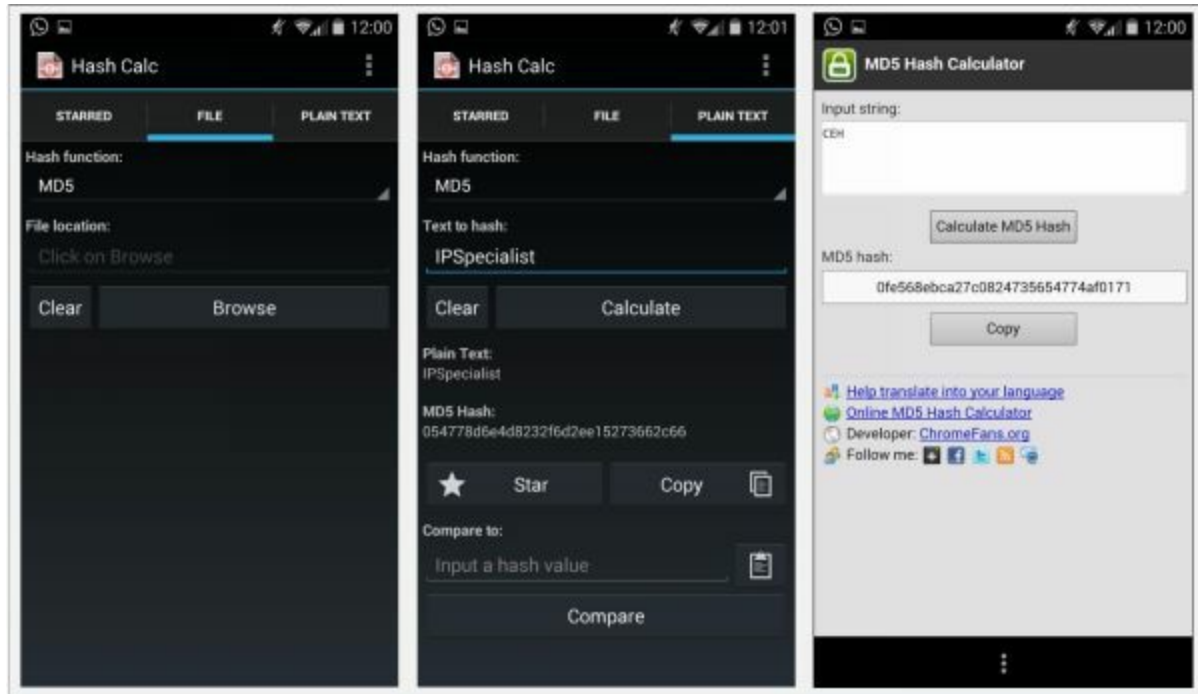 12:00
Hash Calc
STARRED FILE PLAIN TEXT
Hash function:
MD5
File location:
Click on Browse
Clear Browse
12:01
Hash Calc
STARRED FILE PLAIN TEXT
Hash function:
MD5
Text to hash:
IPSpecialist
Clear Calculate
Plain Text:
IPSpecialist
MD5 Hash:
054778d6e4d8232f6d2ee15273662c66
Star Copy
Compare to:
Input a hash value
Compare
12:00
MD5 Hash Calculator
Input string:
CEH
Calculate MD5 Hash
MD5 hash:
0fe568ebca27c0824735654774af0171
Copy
Help translate into your language
Online MD5 Hash Calculator
Developer: ChromeFans.org
Follow me: